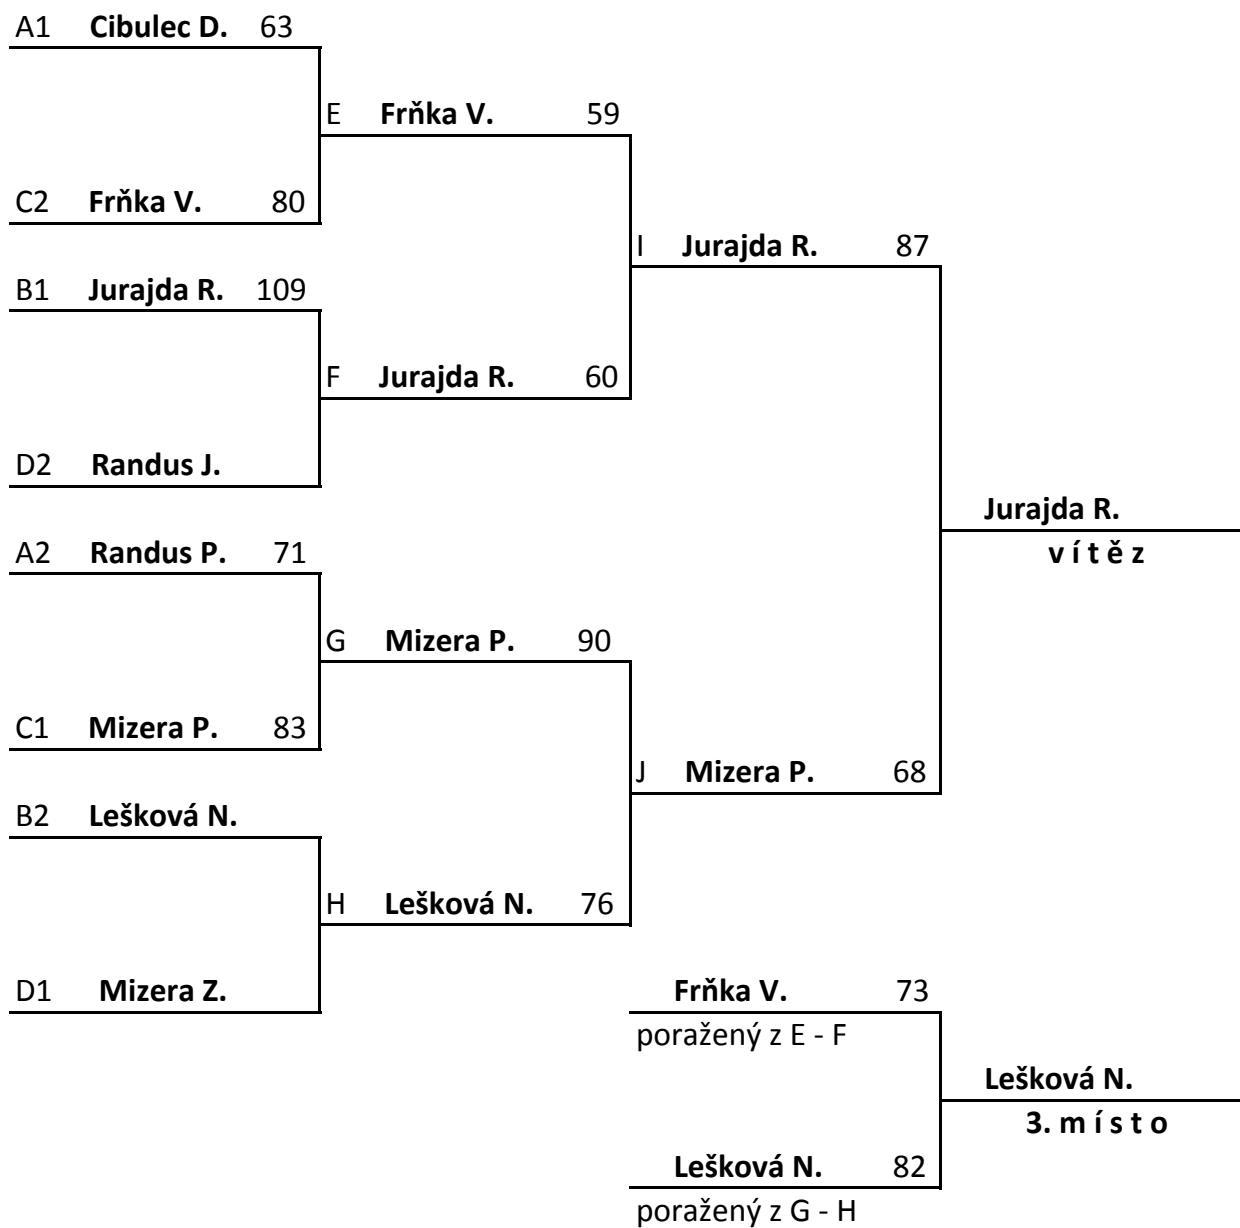 A1 Cibulec D. 63
E Frňka V. 59
C2 Frňka V. 80
I Jurajda R. 87
B1 Jurajda R. 109
F Jurajda R. 60
D2 Randus J.
Jurajda R.
vítěz
A2 Randus P. 71
G Mizera P. 90
C1 Mizera P. 83
J Mizera P. 68
B2 Lešková N.
H Lešková N. 76
D1 Mizera Z.
Frňka V. 73
poražený z E - F
Lešková N.
3. místo
Lešková N. 82
poražený z G - H